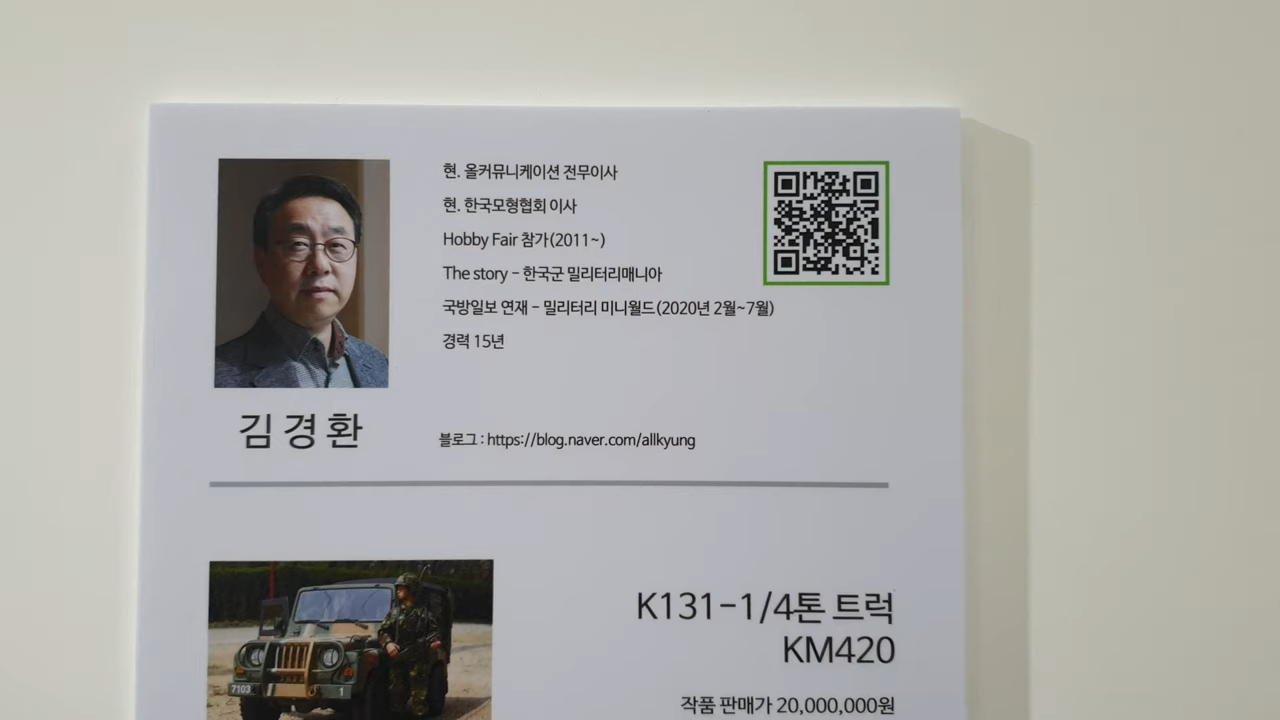 현. 올커뮤니케이션 전무이사
현. 한국모형협회 이사
Hobby Fair 참가(2011~)
The story - 한국군 밀리터리매니아
국방일보 연재 - 밀리터리 미니월드(2020년 2월~7월)
경력 15년
김경환
블로그 : https://blog.naver.com/allkyung
K131-1/4톤 트럭
KM420
작품 판매가 20,000,000원
7103
1